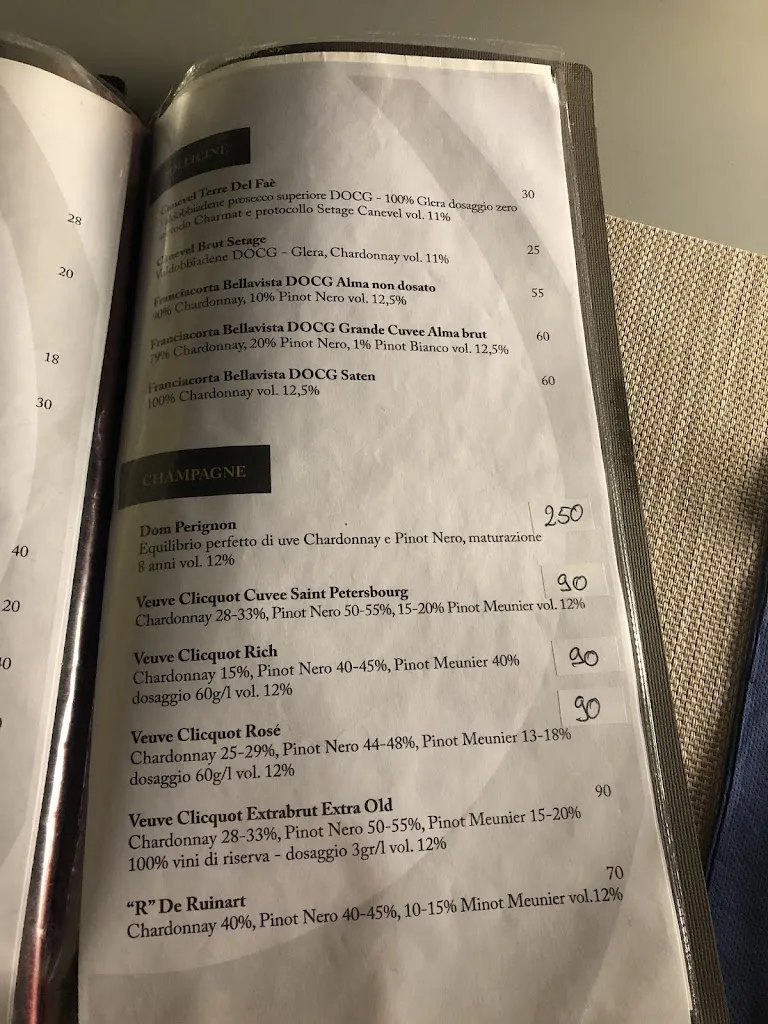 28
20
18
30
40
20
BOLLICINE
Canevel Terre Del Faè 30
Valdobbiadene prosecco superiore DOCG - 100% Glera dosaggio zero
metodo Charmat e protocollo Setage Canevel vol. 11%
Canevel Brut Setage 25
Valdobbiadene DOCG - Glera, Chardonnay vol. 11%
Franciacorta Bellavista DOCG Alma non dosato 55
90% Chardonnay, 10% Pinot Nero vol. 12,5%
Franciacorta Bellavista DOCG Grande Cuvee Alma brut 60
79% Chardonnay, 20% Pinot Nero, 1% Pinot Bianco vol. 12,5%
Franciacorta Bellavista DOCG Saten 60
100% Chardonnay vol. 12,5%
CHAMPAGNE
Dom Perignon 250
Equilibrio perfetto di uve Chardonnay e Pinot Nero, maturazione
8 anni vol. 12%
Veuve Clicquot Cuvee Saint Petersbourg 90
Chardonnay 28-33%, Pinot Nero 50-55%, 15-20% Pinot Meunier vol. 12%
Veuve Clicquot Rich 90
Chardonnay 15%, Pinot Nero 40-45%, Pinot Meunier 40%
dosaggio 60g/l vol. 12%
Veuve Clicquot Rosé 90
Chardonnay 25-29%, Pinot Nero 44-48%, Pinot Meunier 13-18%
dosaggio 60g/l vol. 12%
Veuve Clicquot Extrabrut Extra Old 90
Chardonnay 28-33%, Pinot Nero 50-55%, Pinot Meunier 15-20%
100% vini di riserva - dosaggio 3gr/l vol. 12%
"R" De Ruinart 70
Chardonnay 40%, Pinot Nero 40-45%, 10-15% Minot Meunier vol.12%